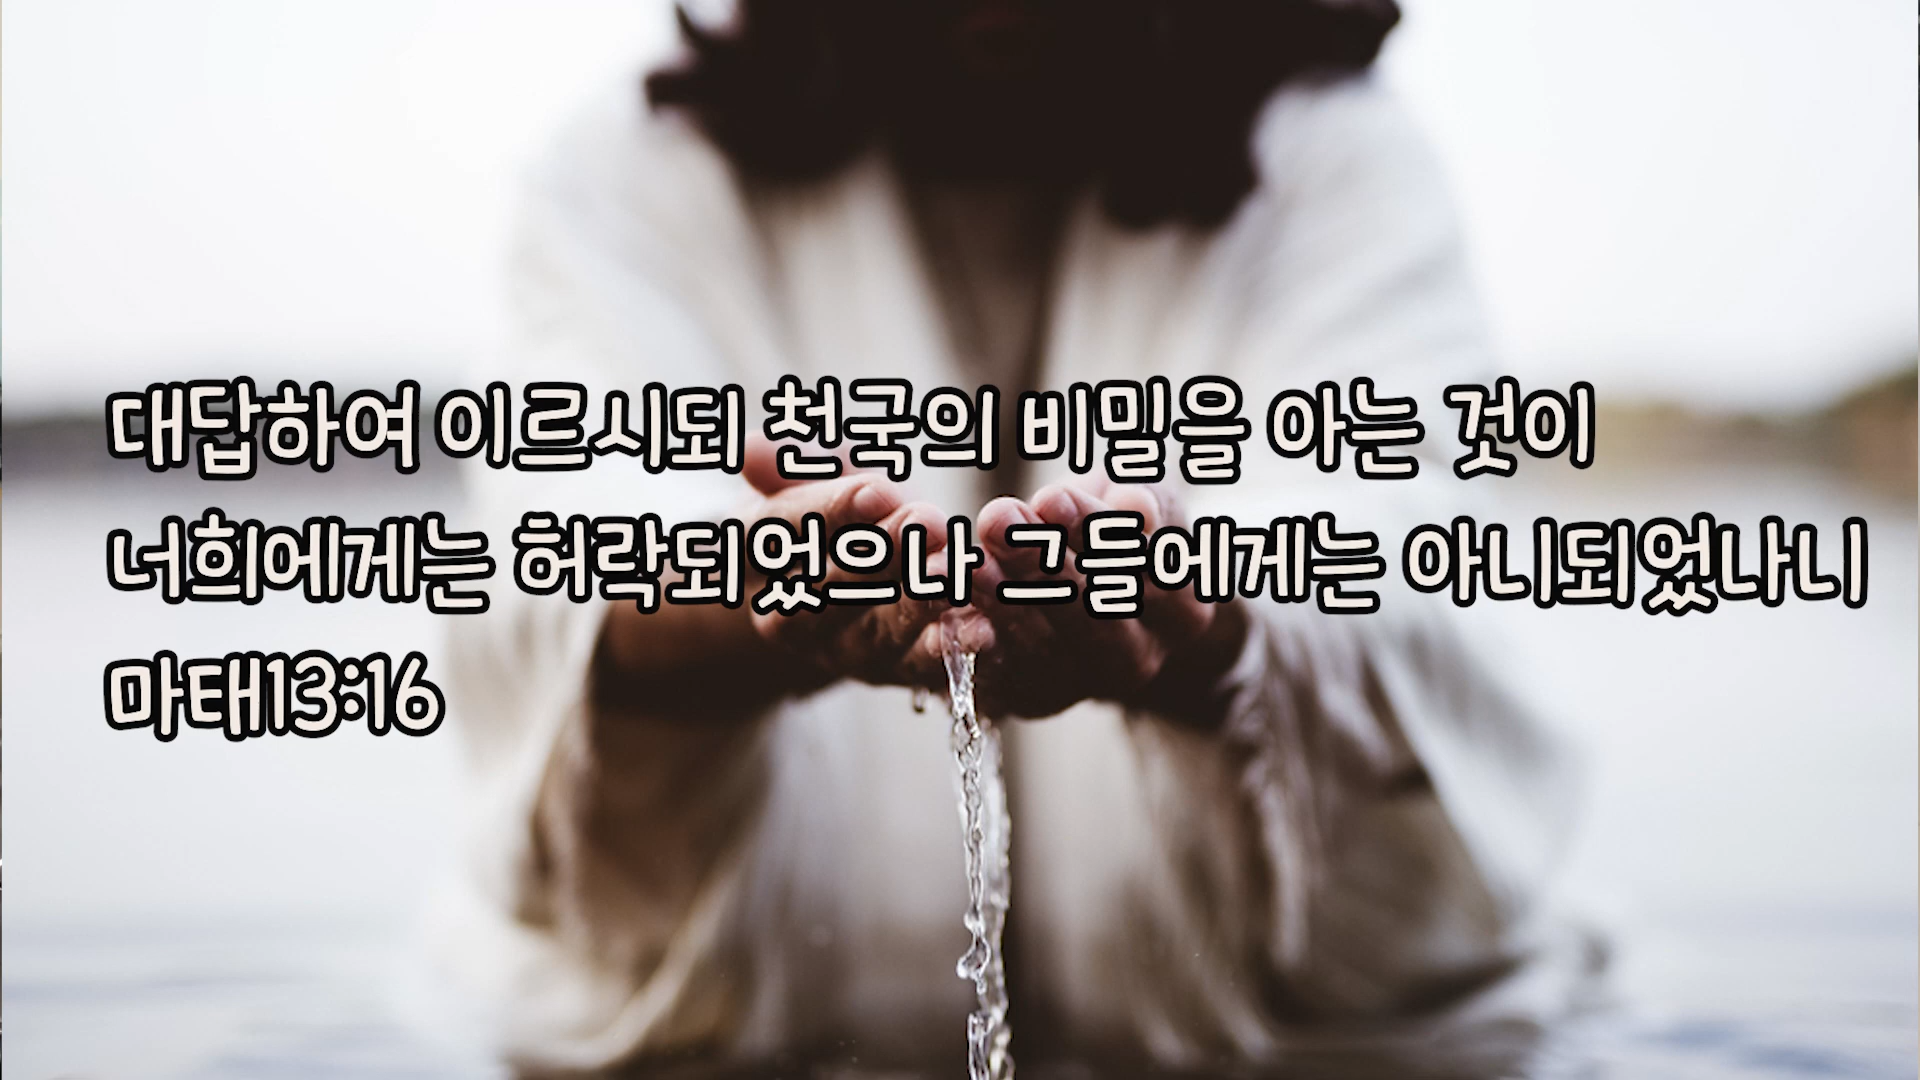 대답하여 이르시되 천국의 비밀을 아는 것이
너희에게는 허락되었으나 그들에게는 아니되었나니
마태13:16